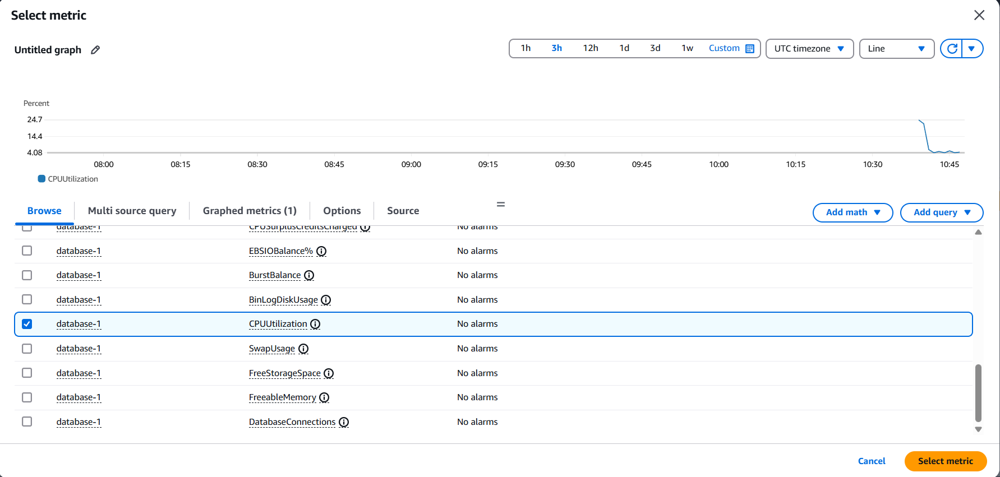 Select metric
Untitled graph
1h 3h 12h 1d 3d 1w Custom UTC timezone Line
Percent
24.7
14.4
4.08
08:00 08:15 08:30 08:45 09:00 09:15 09:30 09:45 10:00 10:15 10:30 10:45
CPUUtilization
Browse Multi source query Graphed metrics (1) Options Source Add math Add query
database-1 CPUSurplusCreditsCharged No alarms
database-1 EBSIOBalance% No alarms
database-1 BurstBalance No alarms
database-1 BinLogDiskUsage No alarms
database-1 CPUUtilization No alarms
database-1 SwapUsage No alarms
database-1 FreeStorageSpace No alarms
database-1 FreeableMemory No alarms
database-1 DatabaseConnections No alarms
Cancel Select metric